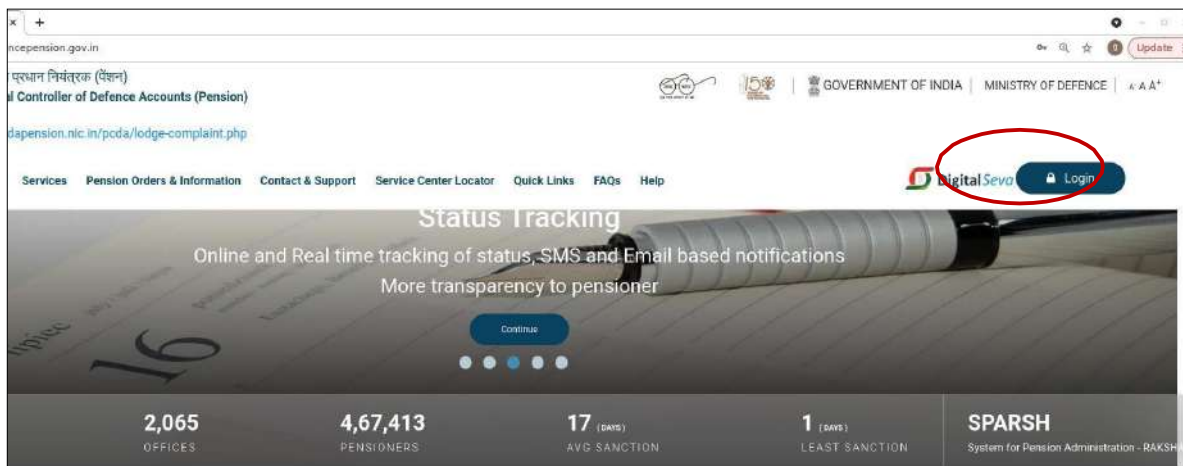 ncepension.gov.in
Update
प्रधान नियंत्रक (पेंशन)
l Controller of Defence Accounts (Pension)
GOVERNMENT OF INDIA | MINISTRY OF DEFENCE | A A A+
dapension.nic.in/pcda/lodge-complaint.php
Services Pension Orders & Information Contact & Support Service Center Locator Quick Links FAQs Help
DigitalSeva Login
Status Tracking
Online and Real time tracking of status, SMS and Email based notifications
More transparency to pensioner
Continue
16
2,065 4,67,413 17 (DAYS) 1 (DAYS) SPARSH
OFFICES PENSIONERS AVG SANCTION LEAST SANCTION System for Pension Administration - RAKSH